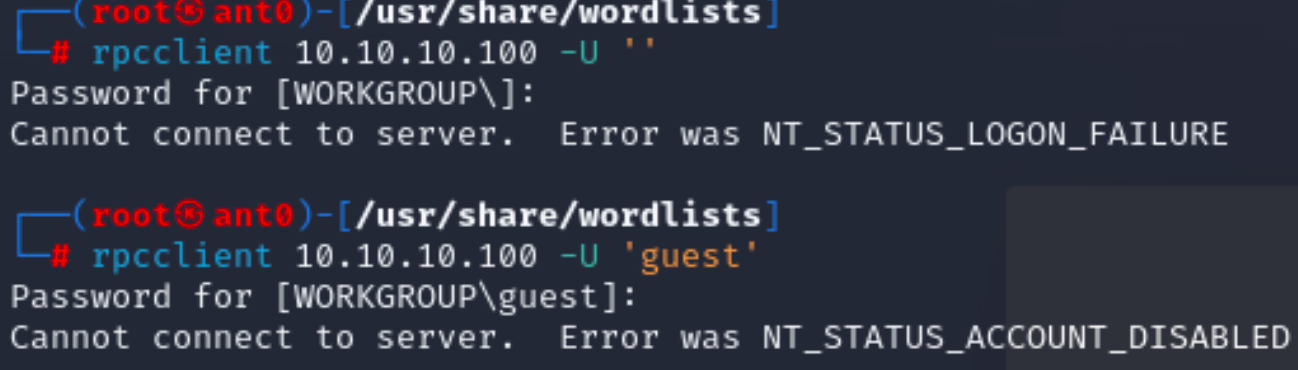 ┌──(root㉿ant0)-[/usr/share/wordlists]
└─# rpcclient 10.10.10.100 -U ''
Password for [WORKGROUP\]:
Cannot connect to server.  Error was NT_STATUS_LOGON_FAILURE
┌──(root㉿ant0)-[/usr/share/wordlists]
└─# rpcclient 10.10.10.100 -U 'guest'
Password for [WORKGROUP\guest]:
Cannot connect to server.  Error was NT_STATUS_ACCOUNT_DISABLED